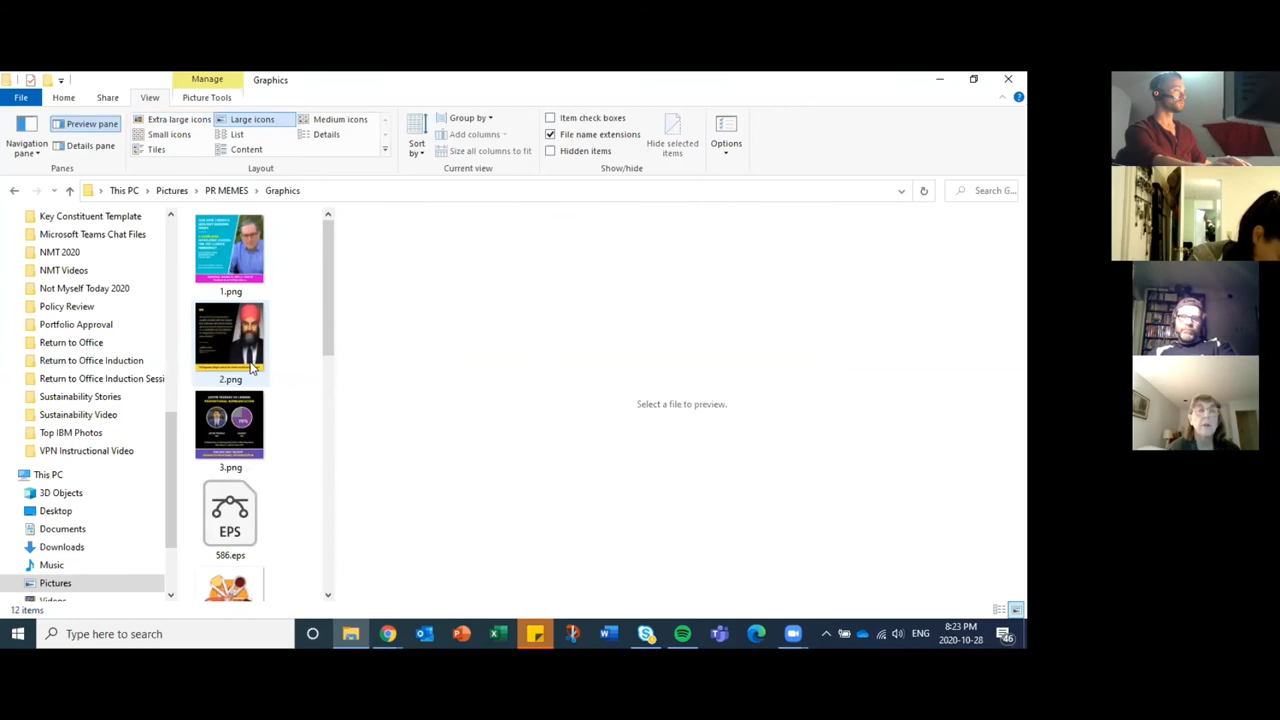 Manage
Graphics
File
Home
Share
View
Picture Tools
Navigation pane
Preview pane
Details pane
Panes
Extra large icons
Large icons
Medium icons
Small icons
List
Details
Tiles
Content
Layout
Sort by
Group by
Add columns
Size all columns to fit
Current view
Item check boxes
File name extensions
Hidden items
Hide selected items
Show/hide
Options
This PC > Pictures > PR MEMES > Graphics
Search G...
Key Constituent Template
Microsoft Teams Chat Files
NMT 2020
NMT Videos
Not Myself Today 2020
Policy Review
Portfolio Approval
Return to Office
Return to Office Induction
Return to Office Induction Sessi
Sustainability Stories
Sustainability Video
Top IBM Photos
VPN Instructional Video
This PC
3D Objects
Desktop
Documents
Downloads
Music
Pictures
Videos
1.png
2.png
3.png
EPS
586.eps
Select a file to preview.
12 items
Type here to search
ENG
8:23 PM
2020-10-28
46